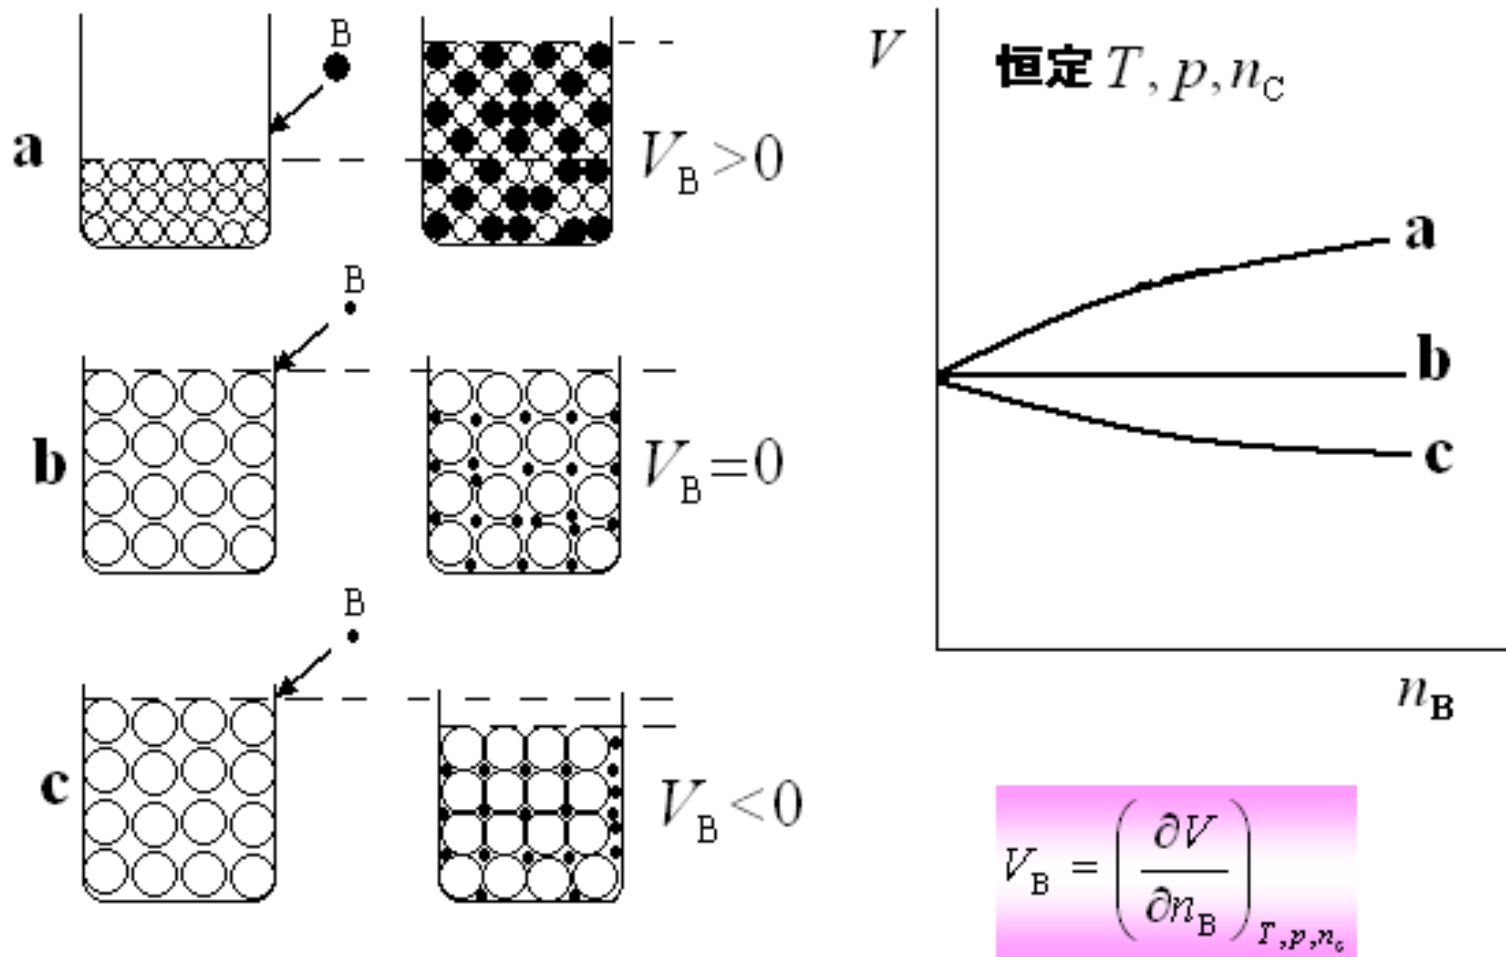 B
a
V_B > 0
B
b
V_B = 0
B
c
V_B < 0
V
恒定 T, p, n_C
a
b
c
n_B
V_B = (∂V/∂n_B)_{T, p, n_c}